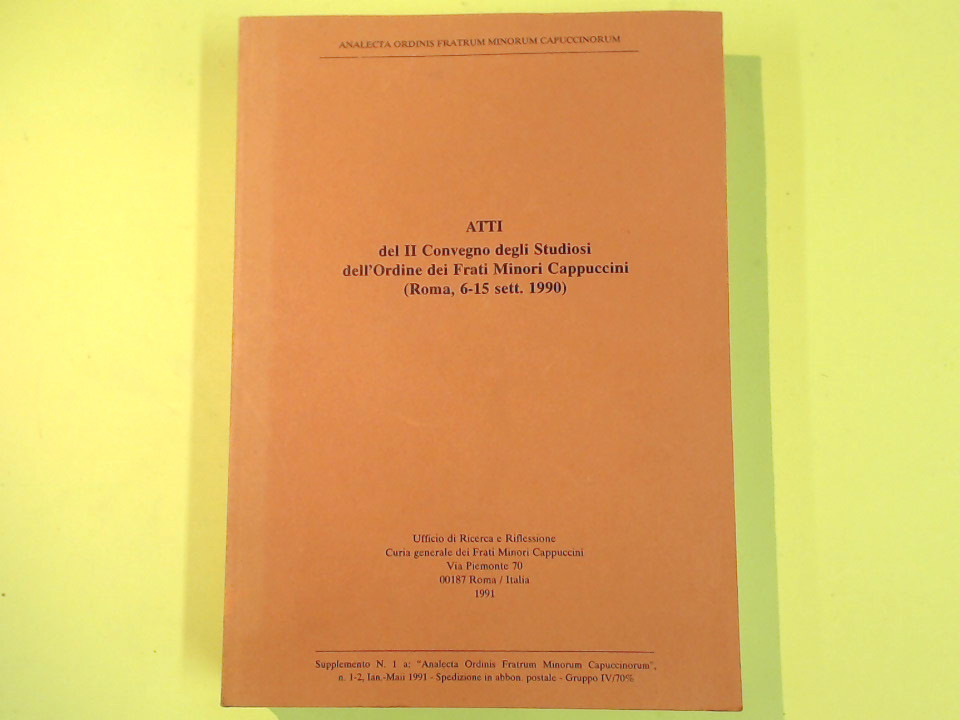 ANALECTA ORDINIS FRATRUM MINORUM CAPUCCINORUM
ATTI
del II Convegno degli Studiosi
dell'Ordine dei Frati Minori Cappuccini
(Roma, 6-15 sett. 1990)
Ufficio di Ricerca e Riflessione
Curia generale dei Frati Minori Cappuccini
Via Piemonte 70
00187 Roma / Italia
1991
Supplemento N. 1 a: "Analecta Ordinis Fratrum Minorum Capuccinorum",
n. 1-2, Ian.-Maii 1991 - Spedizione in abbon. postale - Gruppo IV/70%